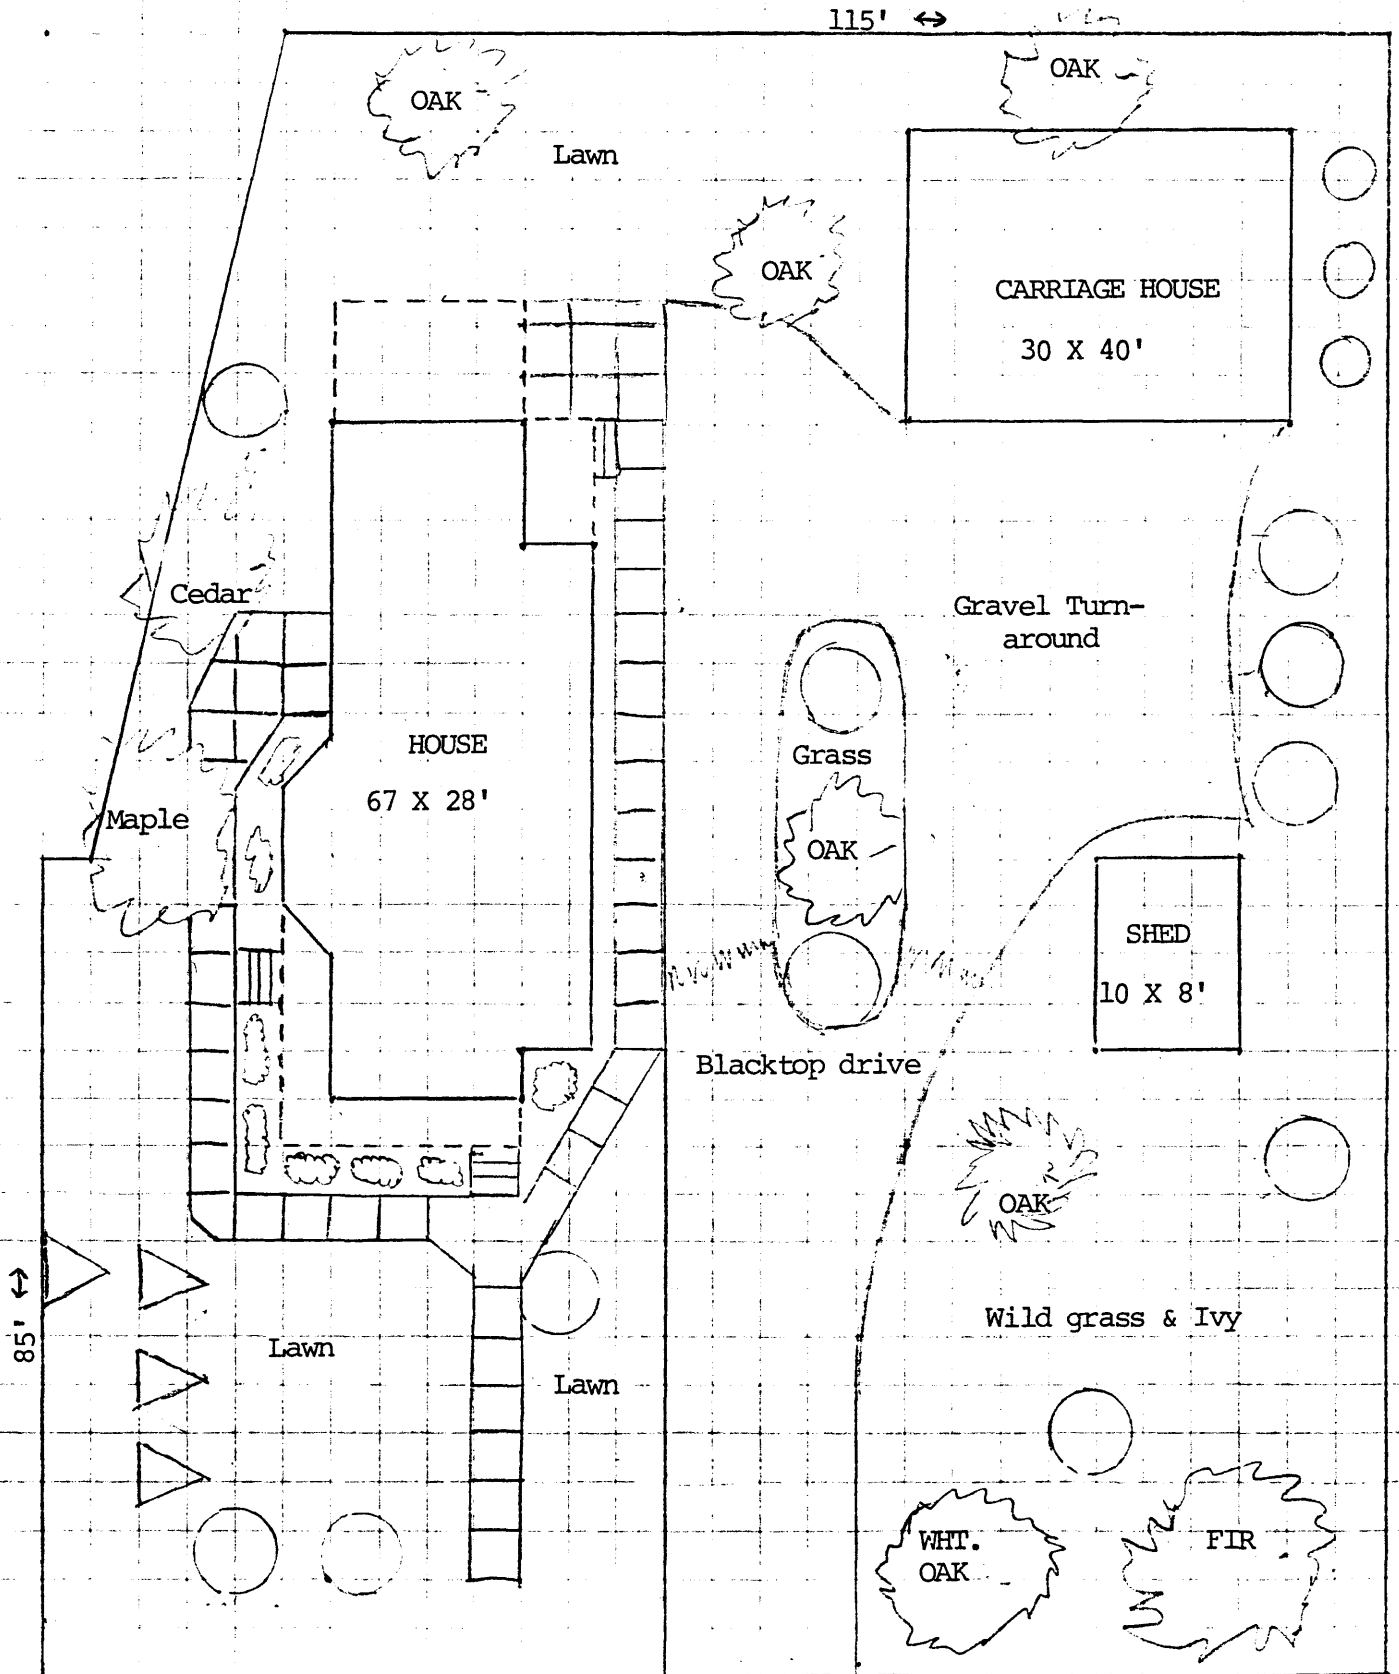 115' ↔
OAK
OAK
Lawn
OAK
CARRIAGE HOUSE
30 X 40'
Cedar
Gravel Turn-
around
HOUSE
67 X 28'
Grass
Maple
OAK
SHED
10 X 8'
Blacktop drive
OAK
Wild grass & Ivy
85' ↔
Lawn
Lawn
WHT.
OAK
FIR